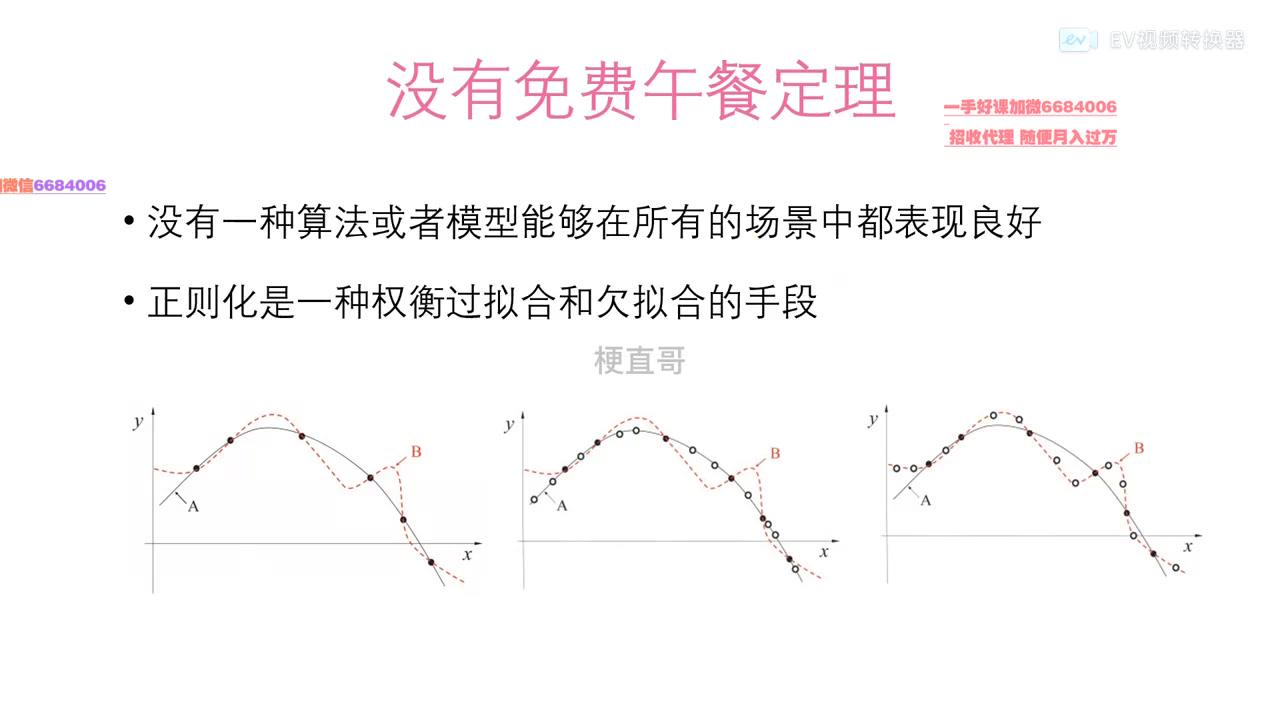 EV视频转换器
没有免费午餐定理
一手好课加微6684006
招收代理 随便月入过万
微信6684006
• 没有一种算法或者模型能够在所有的场景中都表现良好
• 正则化是一种权衡过拟合和欠拟合的手段
梗直哥
y
B
A
x
y
B
A
x
y
B
A
x